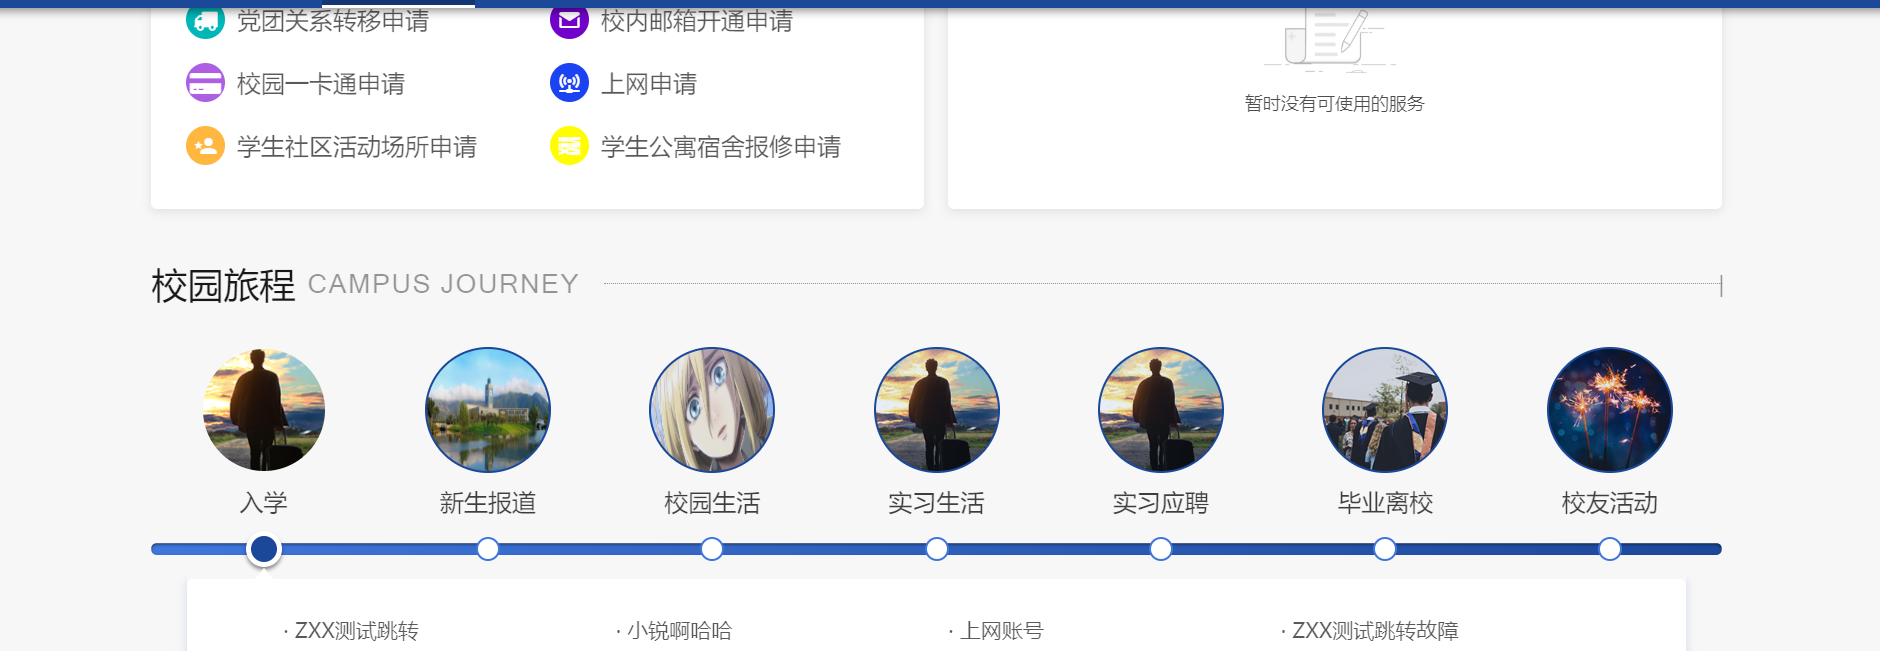 党团关系转移申请
校内邮箱开通申请
校园一卡通申请
上网申请
学生社区活动场所申请
学生公寓宿舍报修申请
暂时没有可使用的服务
校园旅程 CAMPUS JOURNEY
入学
新生报道
校园生活
实习生活
实习应聘
毕业离校
校友活动
· ZXX测试跳转
· 小锐啊哈哈
· 上网账号
· ZXX测试跳转故障